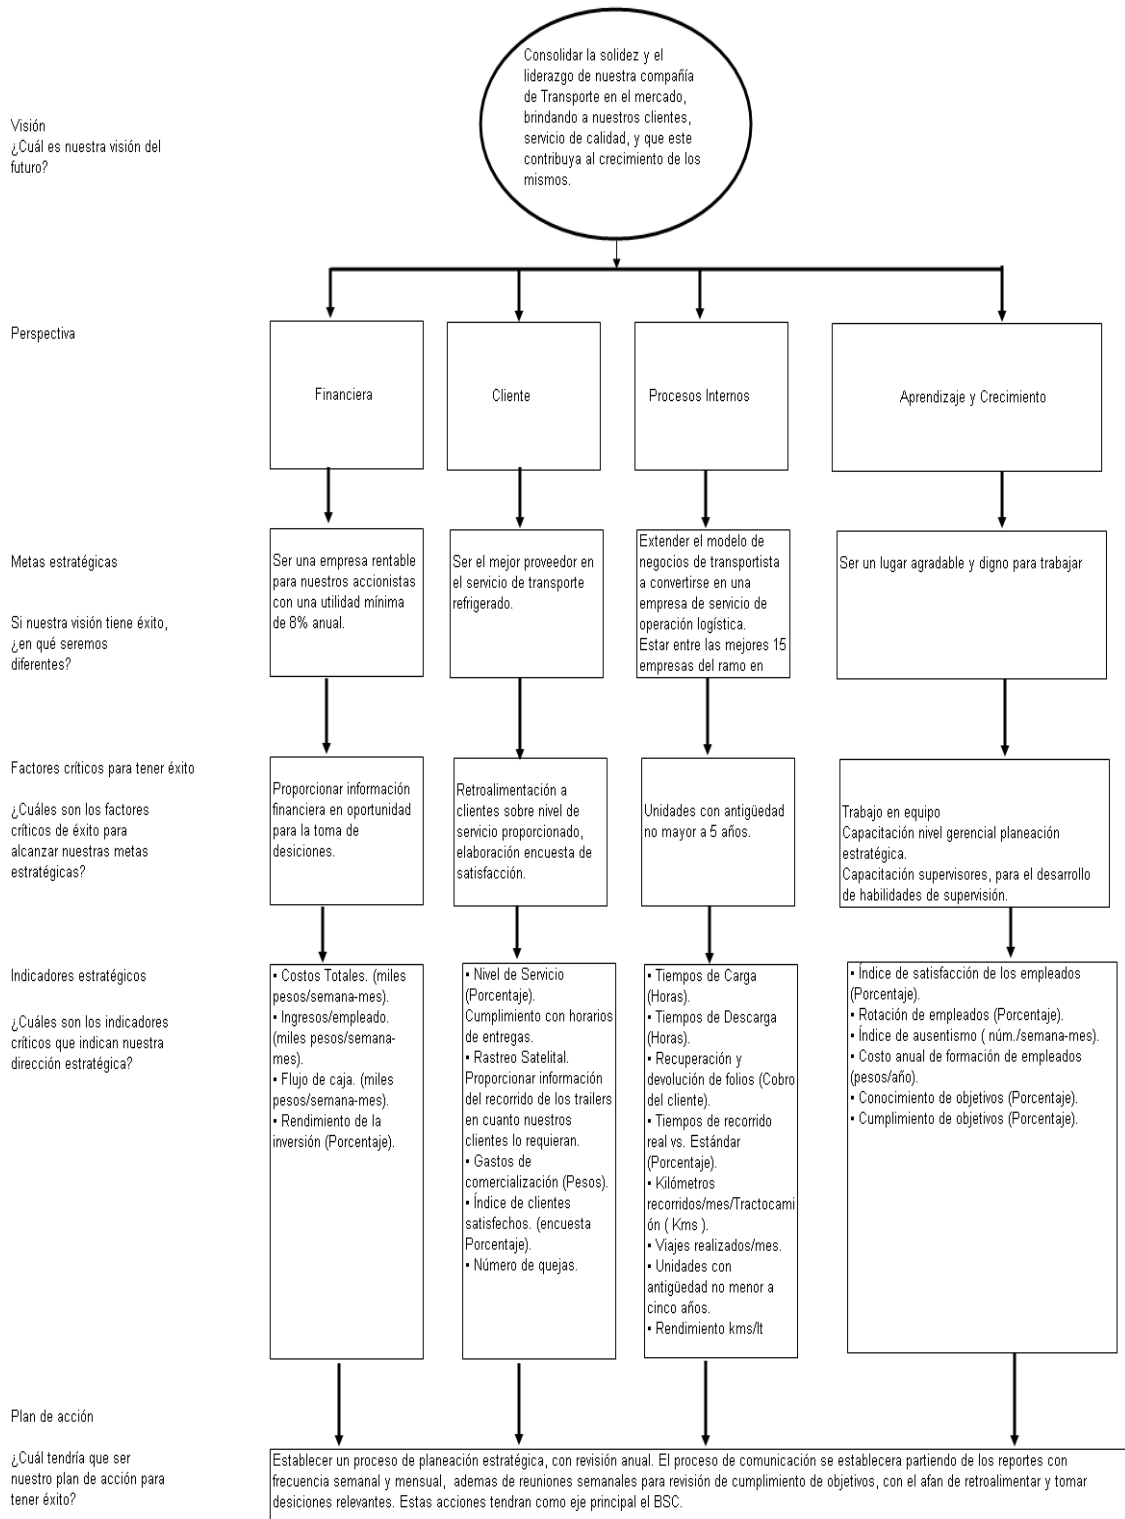 Consolidar la solidez y el
liderazgo de nuestra compañía
de Transporte en el mercado,
brindando a nuestros clientes,
servicio de calidad, y que este
contribuya al crecimiento de los
mismos.
Visión
¿Cuál es nuestra visión del
futuro?
Perspectiva
Financiera
Cliente
Procesos Internos
Aprendizaje y Crecimiento
Metas estratégicas
Si nuestra visión tiene éxito,
¿en qué seremos
diferentes?
Ser una empresa rentable
para nuestros accionistas
con una utilidad mínima
de 8% anual.
Ser el mejor proveedor en
el servicio de transporte
refrigerado.
Extender el modelo de
negocios de transportista
a convertirse en una
empresa de servicio de
operación logística.
Estar entre las mejores 15
empresas del ramo en
Ser un lugar agradable y digno para trabajar
Factores críticos para tener éxito
¿Cuáles son los factores
críticos de éxito para
alcanzar nuestras metas
estratégicas?
Proporcionar información
financiera en oportunidad
para la toma de
desiciones.
Retroalimentación a
clientes sobre nivel de
servicio proporcionado,
elaboración encuesta de
satisfacción.
Unidades con antigüedad
no mayor a 5 años.
Trabajo en equipo
Capacitación nivel gerencial planeación
estratégica.
Capacitación supervisores, para el desarrollo
de habilidades de supervisión.
Indicadores estratégicos
¿Cuáles son los indicadores
críticos que indican nuestra
dirección estratégica?
▪ Costos Totales. (miles
pesos/semana-mes).
▪ Ingresos/empleado.
(miles pesos/semana-
mes).
▪ Flujo de caja. (miles
pesos/semana-mes).
▪ Rendimiento de la
inversión (Porcentaje).
▪ Nivel de Servicio
(Porcentaje).
Cumplimiento con horarios
de entregas.
▪ Rastreo Satelital.
Proporcionar información
del recorrido de los trailers
en cuanto nuestros
clientes lo requieran.
▪ Gastos de
comercialización (Pesos).
▪ Índice de clientes
satisfechos. (encuesta
Porcentaje).
▪ Número de quejas.
▪ Tiempos de Carga
(Horas).
▪ Tiempos de Descarga
(Horas).
▪ Recuperación y
devolución de folios (Cobro
del cliente).
▪ Tiempos de recorrido
real vs. Estándar
(Porcentaje).
▪ Kilómetros
recorridos/mes/Tractocami
ón ( Kms ).
▪ Viajes realizados/mes.
▪ Unidades con
antigüedad no menor a
cinco años.
▪ Rendimiento kms/lt
▪ Índice de satisfacción de los empleados
(Porcentaje).
▪ Rotación de empleados (Porcentaje).
▪ Índice de ausentismo ( núm./semana-mes).
▪ Costo anual de formación de empleados
(pesos/año).
▪ Conocimiento de objetivos (Porcentaje).
▪ Cumplimiento de objetivos (Porcentaje).
Plan de acción
¿Cuál tendría que ser
nuestro plan de acción para
tener éxito?
Establecer un proceso de planeación estratégica, con revisión anual. El proceso de comunicación se establecera partiendo de los reportes con
frecuencia semanal y mensual, ademas de reuniones semanales para revisión de cumplimiento de objetivos, con el afan de retroalimentar y tomar
desiciones relevantes. Estas acciones tendran como eje principal el BSC.